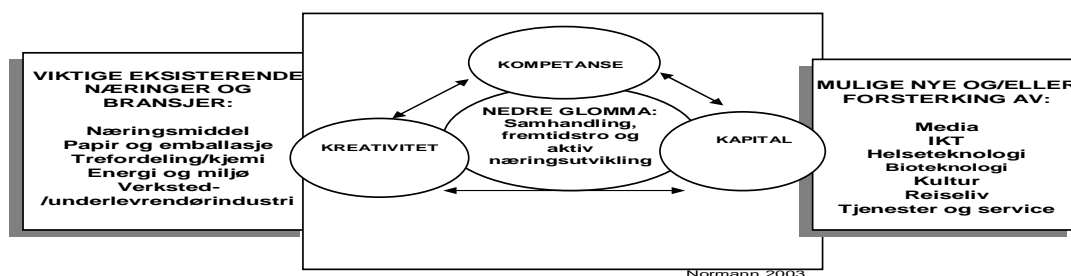 VIKTIGE EKSISTERENDE
NÆRINGER OG
BRANSJER:
Næringsmiddel
Papir og emballasje
Trefordeling/kjemi
Energi og miljø
Verksted-
/underlevrendørindustri
KOMPETANSE
KREATIVITET
NEDRE GLOMMA:
Samhandling,
fremtidstro og
aktiv
næringsutvikling
KAPITAL
MULIGE NYE OG/ELLER
FORSTERKING AV:
Media
IKT
Helseteknologi
Bioteknologi
Kultur
Reiseliv
Tjenester og service
Normann 2003